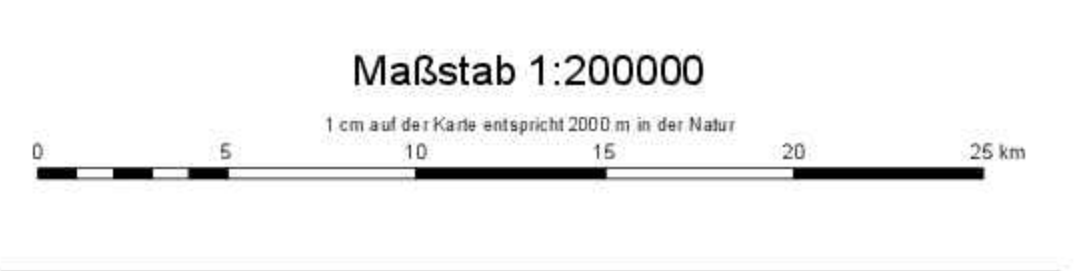 Maßstab 1:200000
1 cm auf der Karte entspricht 2000 m in der Natur
0 5 10 15 20 25 km